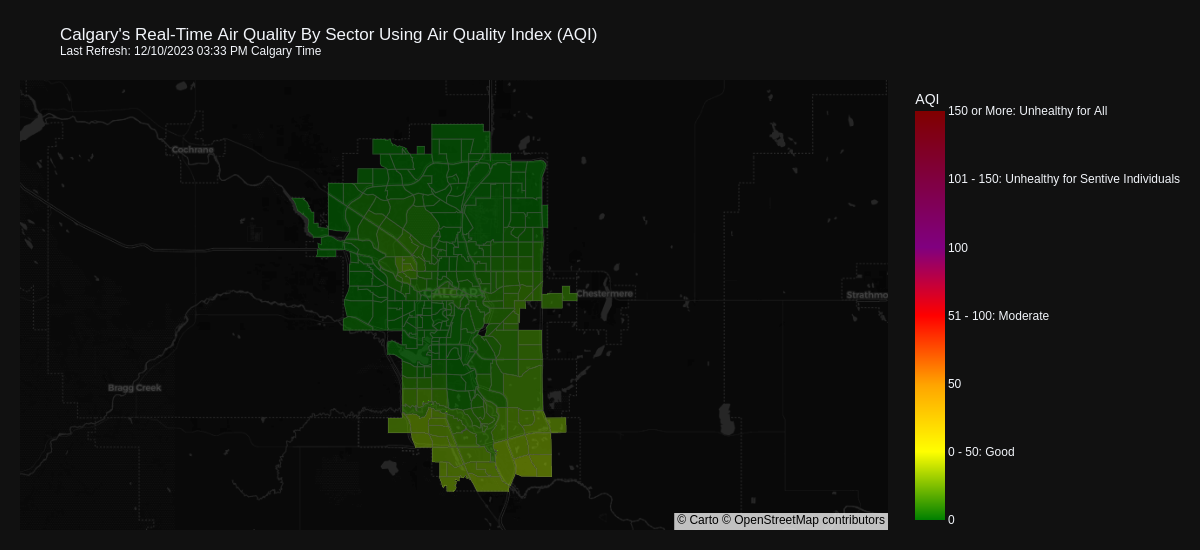 Calgary's Real-Time Air Quality By Sector Using Air Quality Index (AQI)
Last Refresh: 12/10/2023 03:33 PM Calgary Time
AQI
150 or More: Unhealthy for All
Cochrane
101 - 150: Unhealthy for Sentive Individuals
100
CALGARY
Chestermere
Strathmo
51 - 100: Moderate
Bragg Creek
50
0 - 50: Good
0
© Carto © OpenStreetMap contributors